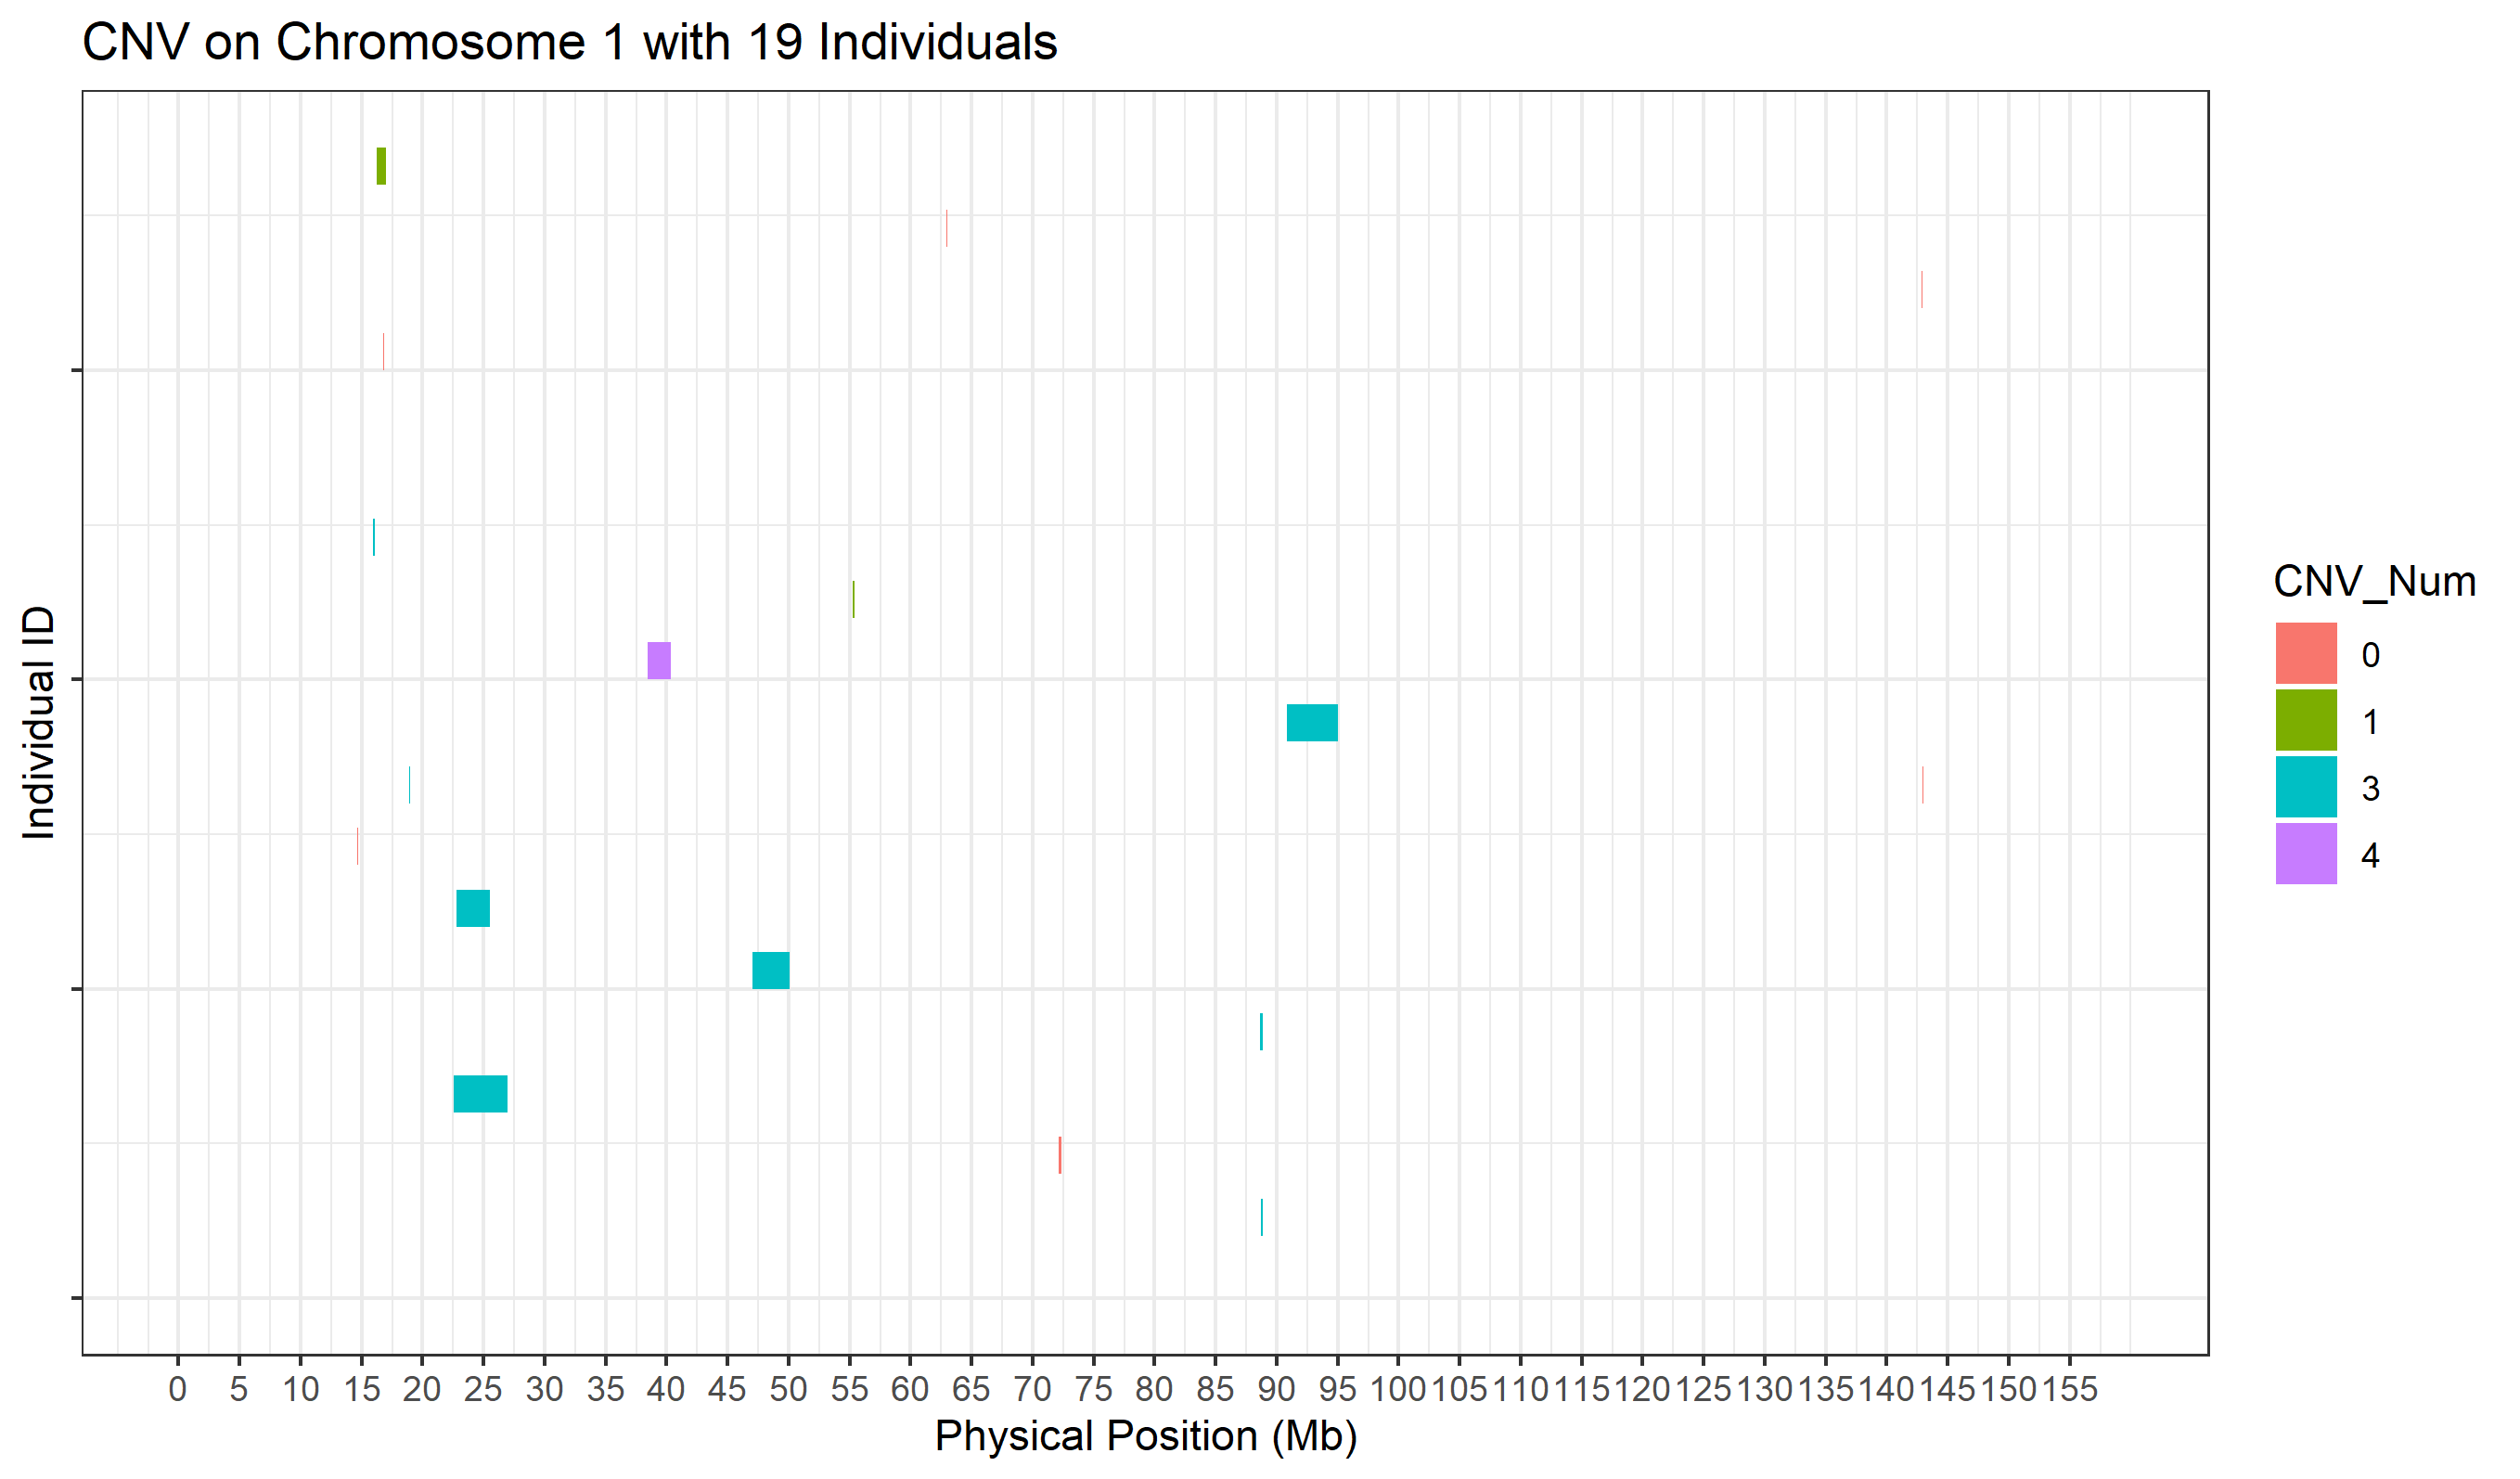 CNV on Chromosome 1 with 19 Individuals
Individual ID
CNV_Num
0
1
3
4
0 5 10 15 20 25 30 35 40 45 50 55 60 65 70 75 80 85 90 95 100 105 110 115 120 125 130 135 140 145 150 155
Physical Position (Mb)